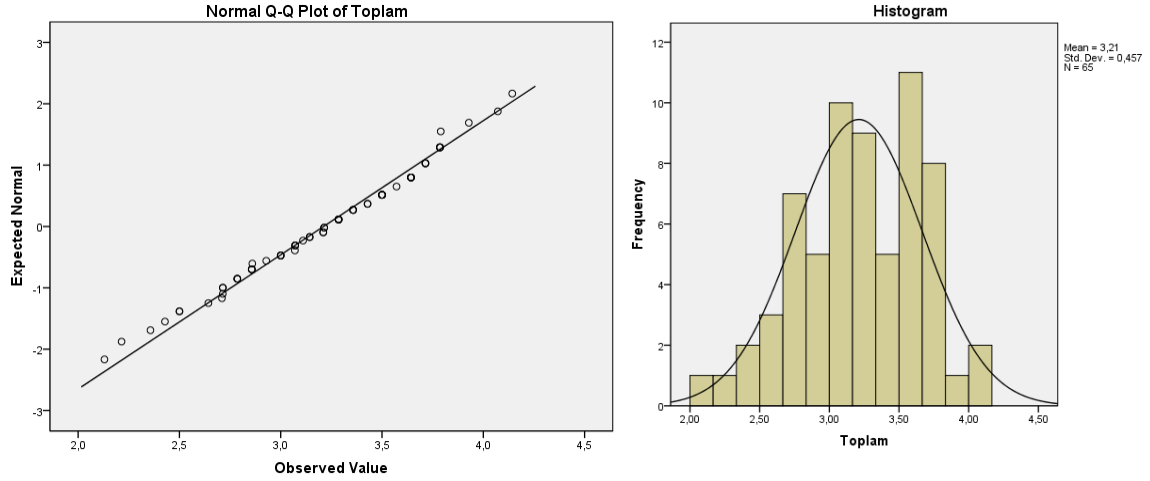 Normal Q-Q Plot of Toplam
3
2
1
0
-1
-2
-3
Expected Normal
2,0 2,5 3,0 3,5 4,0 4,5
Observed Value
Histogram
12
10
8
6
4
2
0
Frequency
2,00 2,50 3,00 3,50 4,00 4,50
Toplam
Mean = 3,21
Std. Dev. = 0,457
N = 65